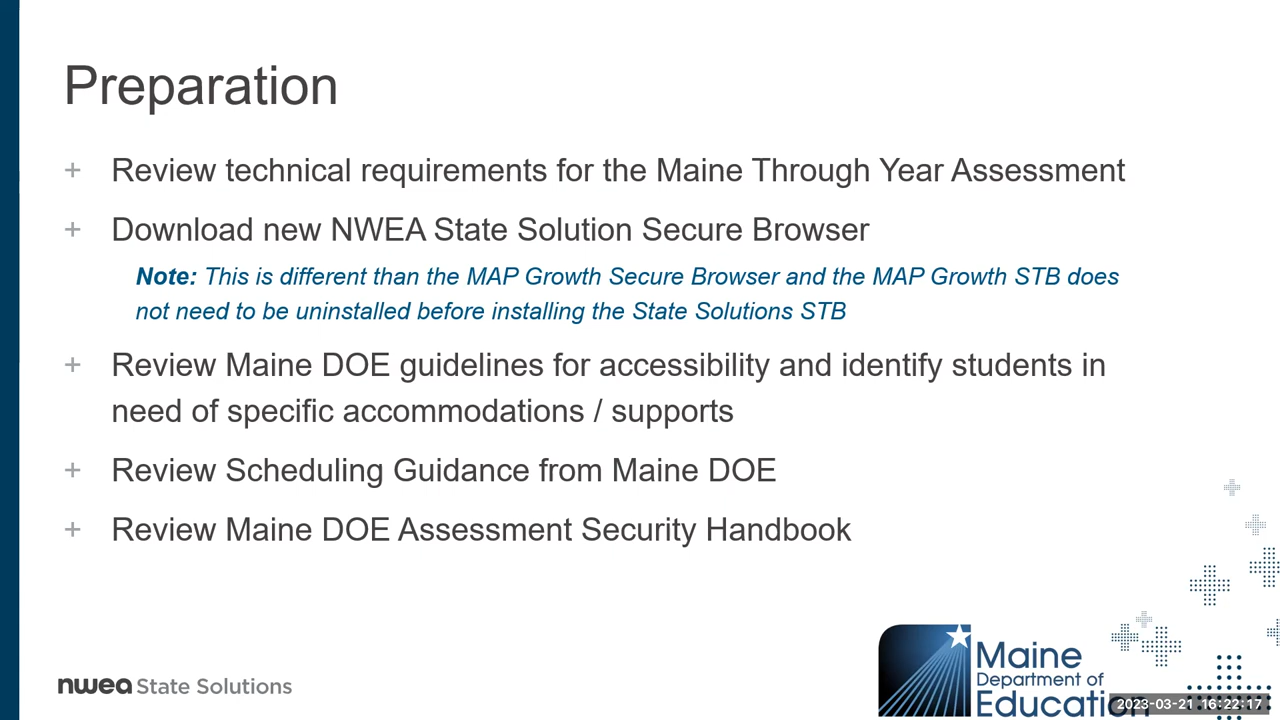 Preparation
+ Review technical requirements for the Maine Through Year Assessment
+ Download new NWEA State Solution Secure Browser
Note: This is different than the MAP Growth Secure Browser and the MAP Growth STB does
not need to be uninstalled before installing the State Solutions STB
+ Review Maine DOE guidelines for accessibility and identify students in
need of specific accommodations / supports
+ Review Scheduling Guidance from Maine DOE
+ Review Maine DOE Assessment Security Handbook
nwea State Solutions
Maine
Department of
Education
2023-03-21 16:22:17